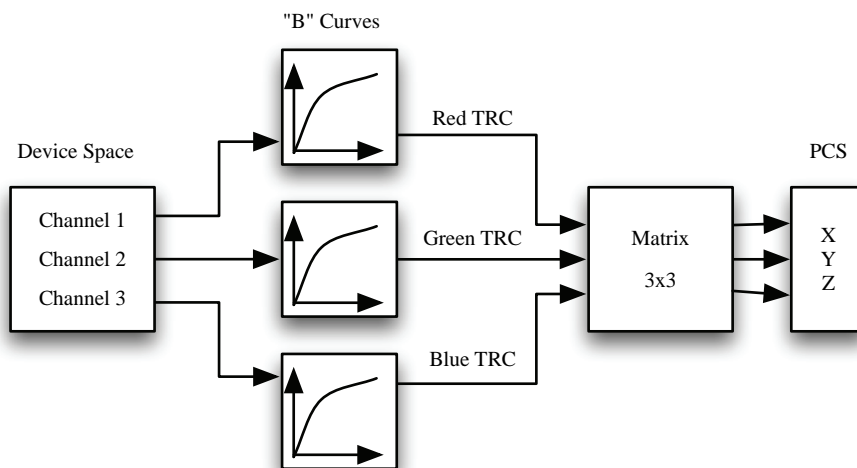 "B" Curves
Device Space
Channel 1
Channel 2
Channel 3
Red TRC
Green TRC
Blue TRC
Matrix
3x3
PCS
X
Y
Z